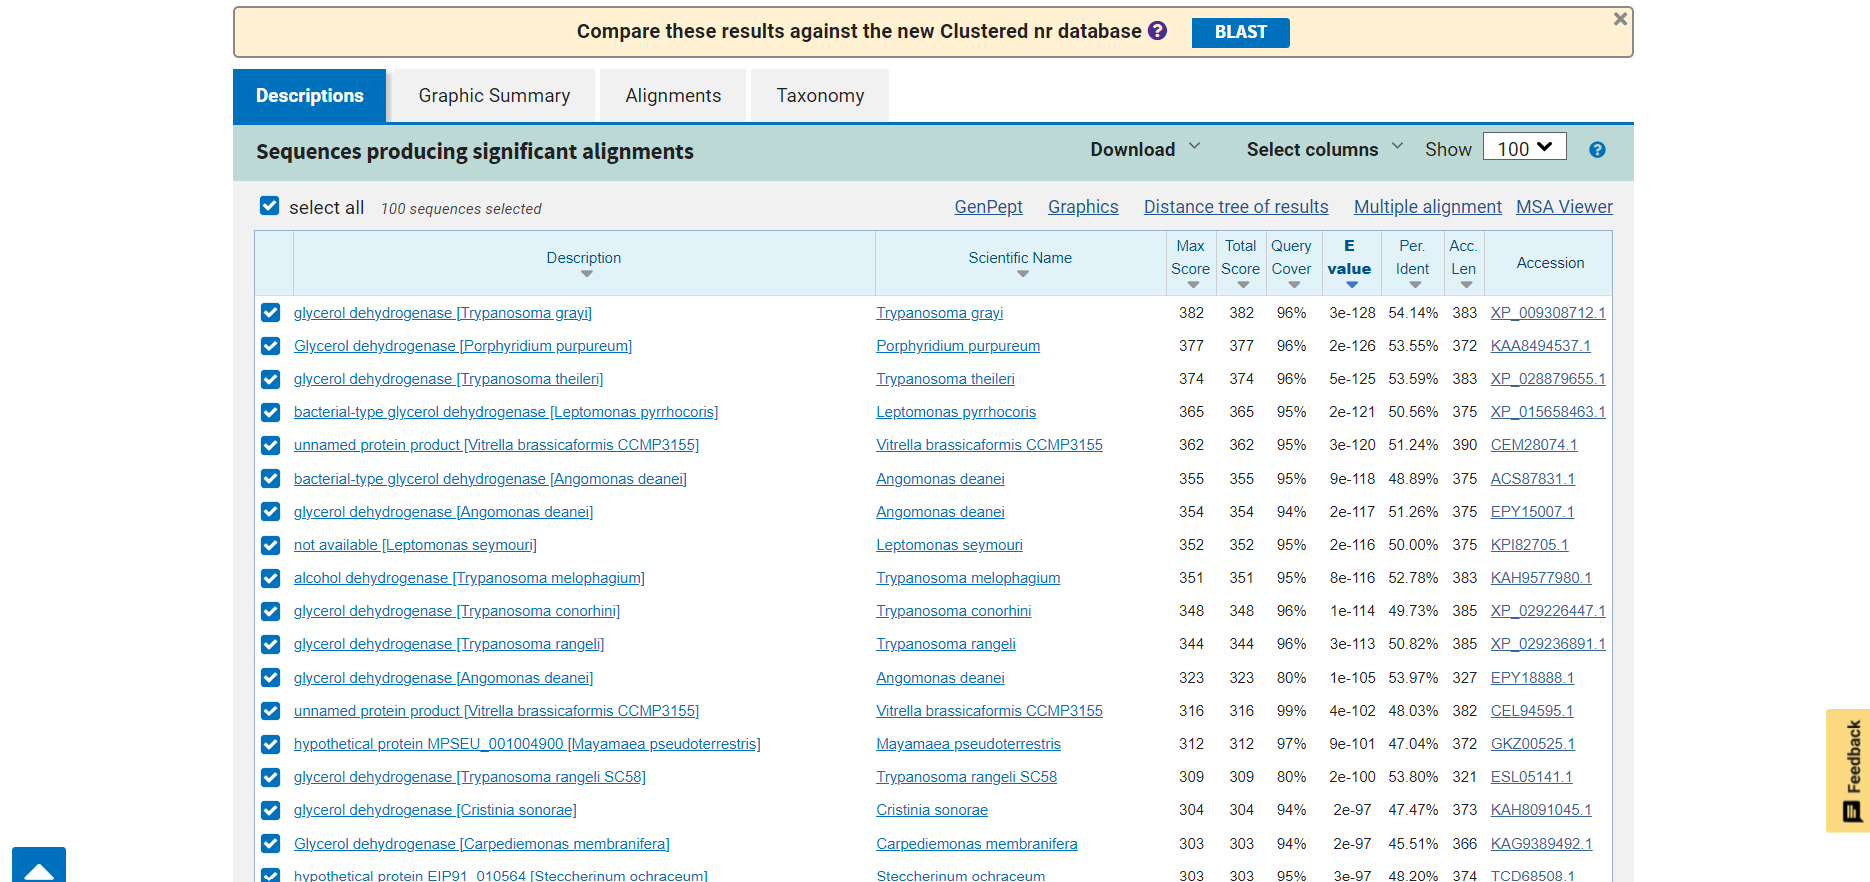 Compare these results against the new Clustered nr database ? BLAST ×
Descriptions Graphic Summary Alignments Taxonomy
Sequences producing significant alignments Download Select columns Show 100 ?
select all 100 sequences selected GenPept Graphics Distance tree of results Multiple alignment MSA Viewer
Description Scientific Name Max Score Total Score Query Cover E value Per. Ident Acc. Len Accession
glycerol dehydrogenase [Trypanosoma grayi] Trypanosoma grayi 382 382 96% 3e-128 54.14% 383 XP_009308712.1
Glycerol dehydrogenase [Porphyridium purpureum] Porphyridium purpureum 377 377 96% 2e-126 53.55% 372 KAA8494537.1
glycerol dehydrogenase [Trypanosoma theileri] Trypanosoma theileri 374 374 96% 5e-125 53.59% 383 XP_028879655.1
bacterial-type glycerol dehydrogenase [Leptomonas pyrrhocoris] Leptomonas pyrrhocoris 365 365 95% 2e-121 50.56% 375 XP_015658463.1
unnamed protein product [Vitrella brassicaformis CCMP3155] Vitrella brassicaformis CCMP3155 362 362 95% 3e-120 51.24% 390 CEM28074.1
bacterial-type glycerol dehydrogenase [Angomonas deanei] Angomonas deanei 355 355 95% 9e-118 48.89% 375 ACS87831.1
glycerol dehydrogenase [Angomonas deanei] Angomonas deanei 354 354 94% 2e-117 51.26% 375 EPY15007.1
not available [Leptomonas seymouri] Leptomonas seymouri 352 352 95% 2e-116 50.00% 375 KPI82705.1
alcohol dehydrogenase [Trypanosoma melophagium] Trypanosoma melophagium 351 351 95% 8e-116 52.78% 383 KAH9577980.1
glycerol dehydrogenase [Trypanosoma conorhini] Trypanosoma conorhini 348 348 96% 1e-114 49.73% 385 XP_029226447.1
glycerol dehydrogenase [Trypanosoma rangeli] Trypanosoma rangeli 344 344 96% 3e-113 50.82% 385 XP_029236891.1
glycerol dehydrogenase [Angomonas deanei] Angomonas deanei 323 323 80% 1e-105 53.97% 327 EPY18888.1
unnamed protein product [Vitrella brassicaformis CCMP3155] Vitrella brassicaformis CCMP3155 316 316 99% 4e-102 48.03% 382 CEL94595.1
hypothetical protein MPSEU_001004900 [Mayamaea pseudoterrestris] Mayamaea pseudoterrestris 312 312 97% 9e-101 47.04% 372 GKZ00525.1
glycerol dehydrogenase [Trypanosoma rangeli SC58] Trypanosoma rangeli SC58 309 309 80% 2e-100 53.80% 321 ESL05141.1
glycerol dehydrogenase [Cristinia sonorae] Cristinia sonorae 304 304 94% 2e-97 47.47% 373 KAH8091045.1
Glycerol dehydrogenase [Carpediemonas membranifera] Carpediemonas membranifera 303 303 94% 2e-97 45.51% 366 KAG9389492.1
hypothetical protein EIP91_010564 [Steccherinum ochraceum] Steccherinum ochraceum 303 303 95% 3e-97 48.20% 374 TCD68508.1
Feedback